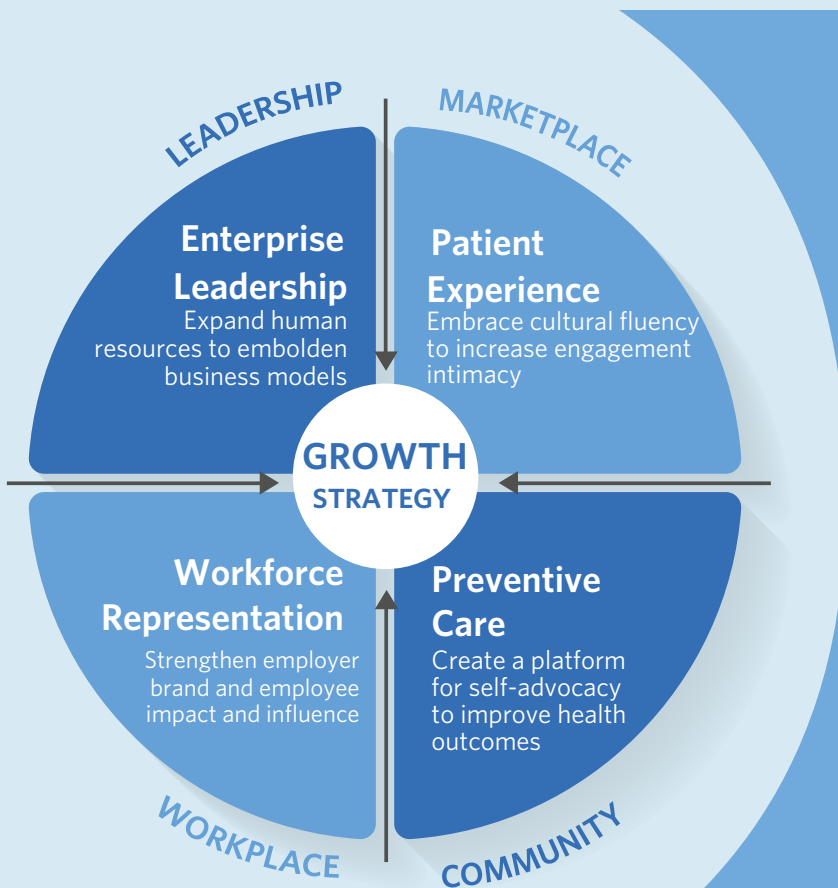 LEADERSHIP
Enterprise
Leadership
Expand human
resources to embolden
business models
MARKETPLACE
Patient
Experience
Embrace cultural fluency
to increase engagement
intimacy
GROWTH
STRATEGY
Workforce
Representation
Strengthen employer
brand and employee
impact and influence
WORKPLACE
Preventive
Care
Create a platform
for self-advocacy
to improve health
outcomes
COMMUNITY